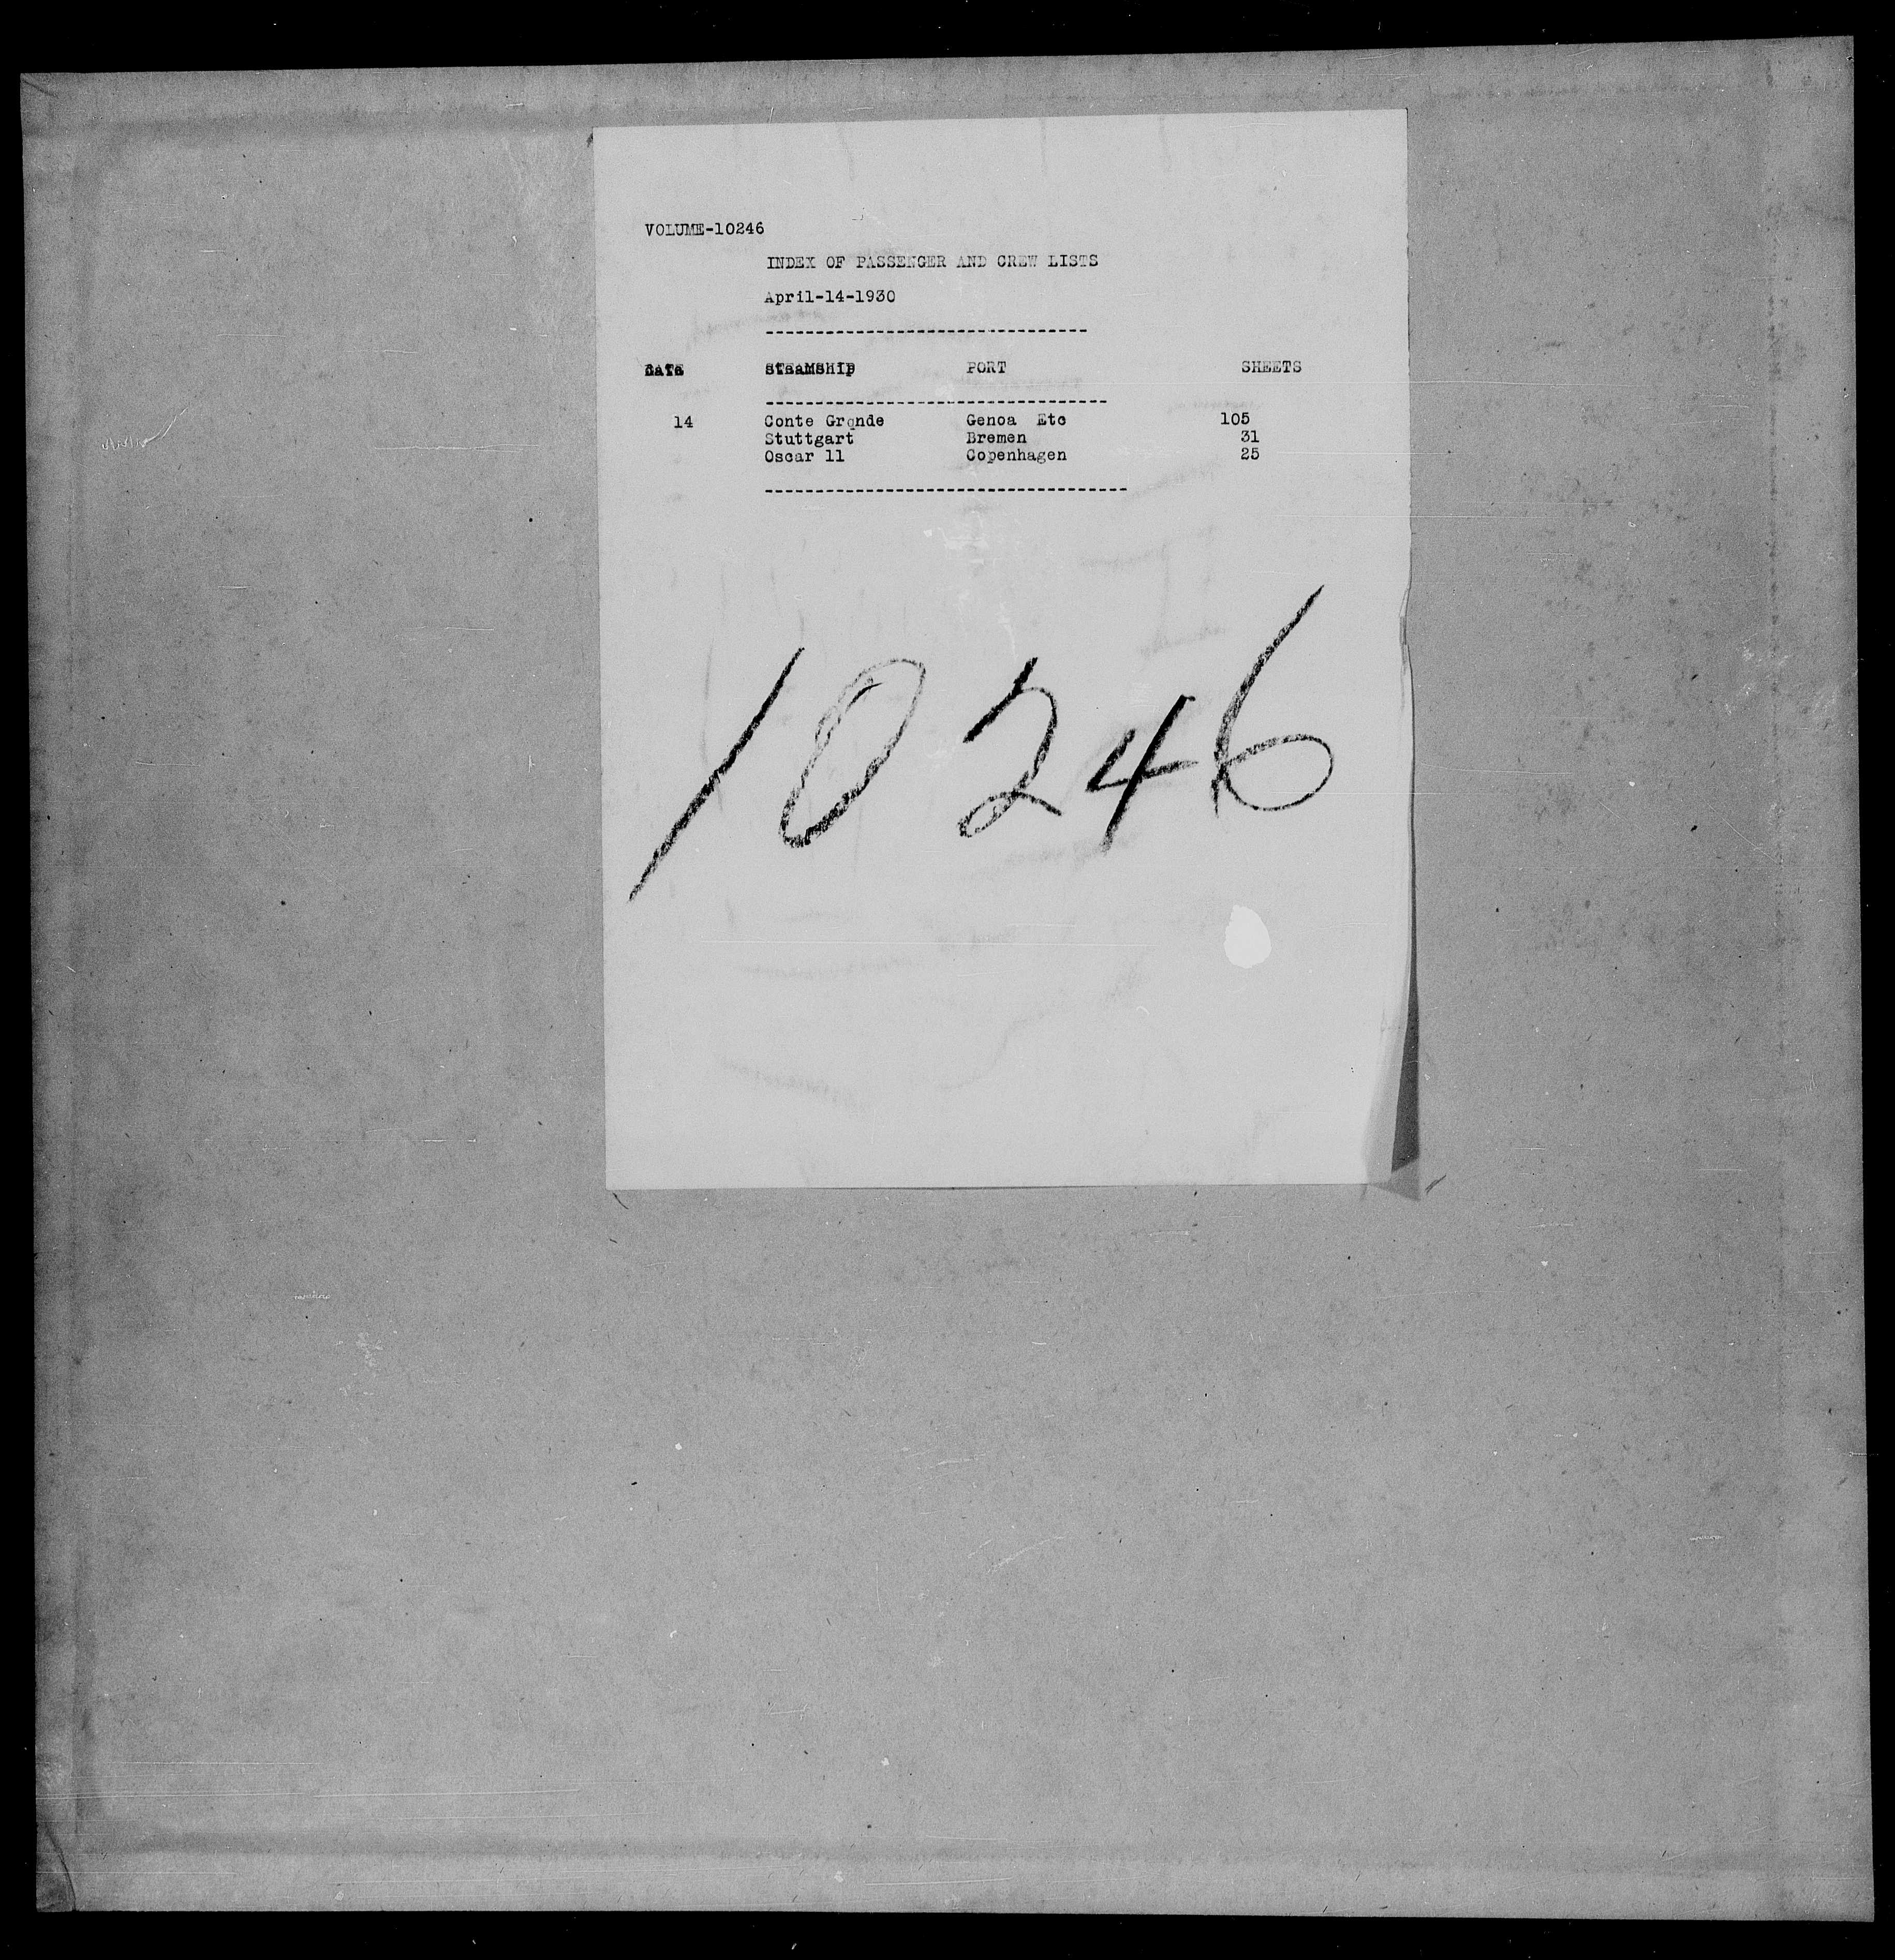 VOLUME-10246
INDEX OF PASSENGER AND CREW LISTS
April-14-1930
--------------------------------
DATE STEAMSHIP PORT SHEETS
----------------------------------
14 Conte Grande Genoa Etc 105
Stuttgart Bremen 31
Oscar 11 Copenhagen 25
------------------------------------
10246